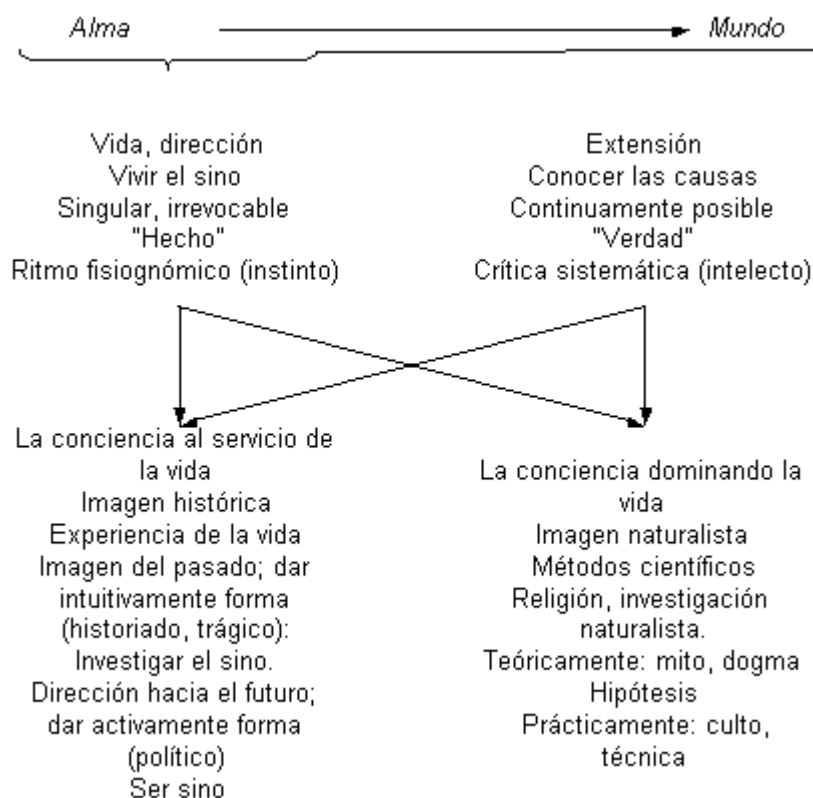 Alma
Mundo
Vida, dirección
Vivir el sino
Singular, irrevocable
"Hecho"
Ritmo fisiognómico (instinto)
Extensión
Conocer las causas
Continuamente posible
"Verdad"
Crítica sistemática (intelecto)
La conciencia al servicio de
la vida
Imagen histórica
Experiencia de la vida
Imagen del pasado; dar
intuitivamente forma
(historiado, trágico):
Investigar el sino.
Dirección hacia el futuro;
dar activamente forma
(político)
Ser sino
La conciencia dominando la
vida
Imagen naturalista
Métodos científicos
Religión, investigación
naturalista.
Teóricamente: mito, dogma
Hipótesis
Prácticamente: culto,
técnica